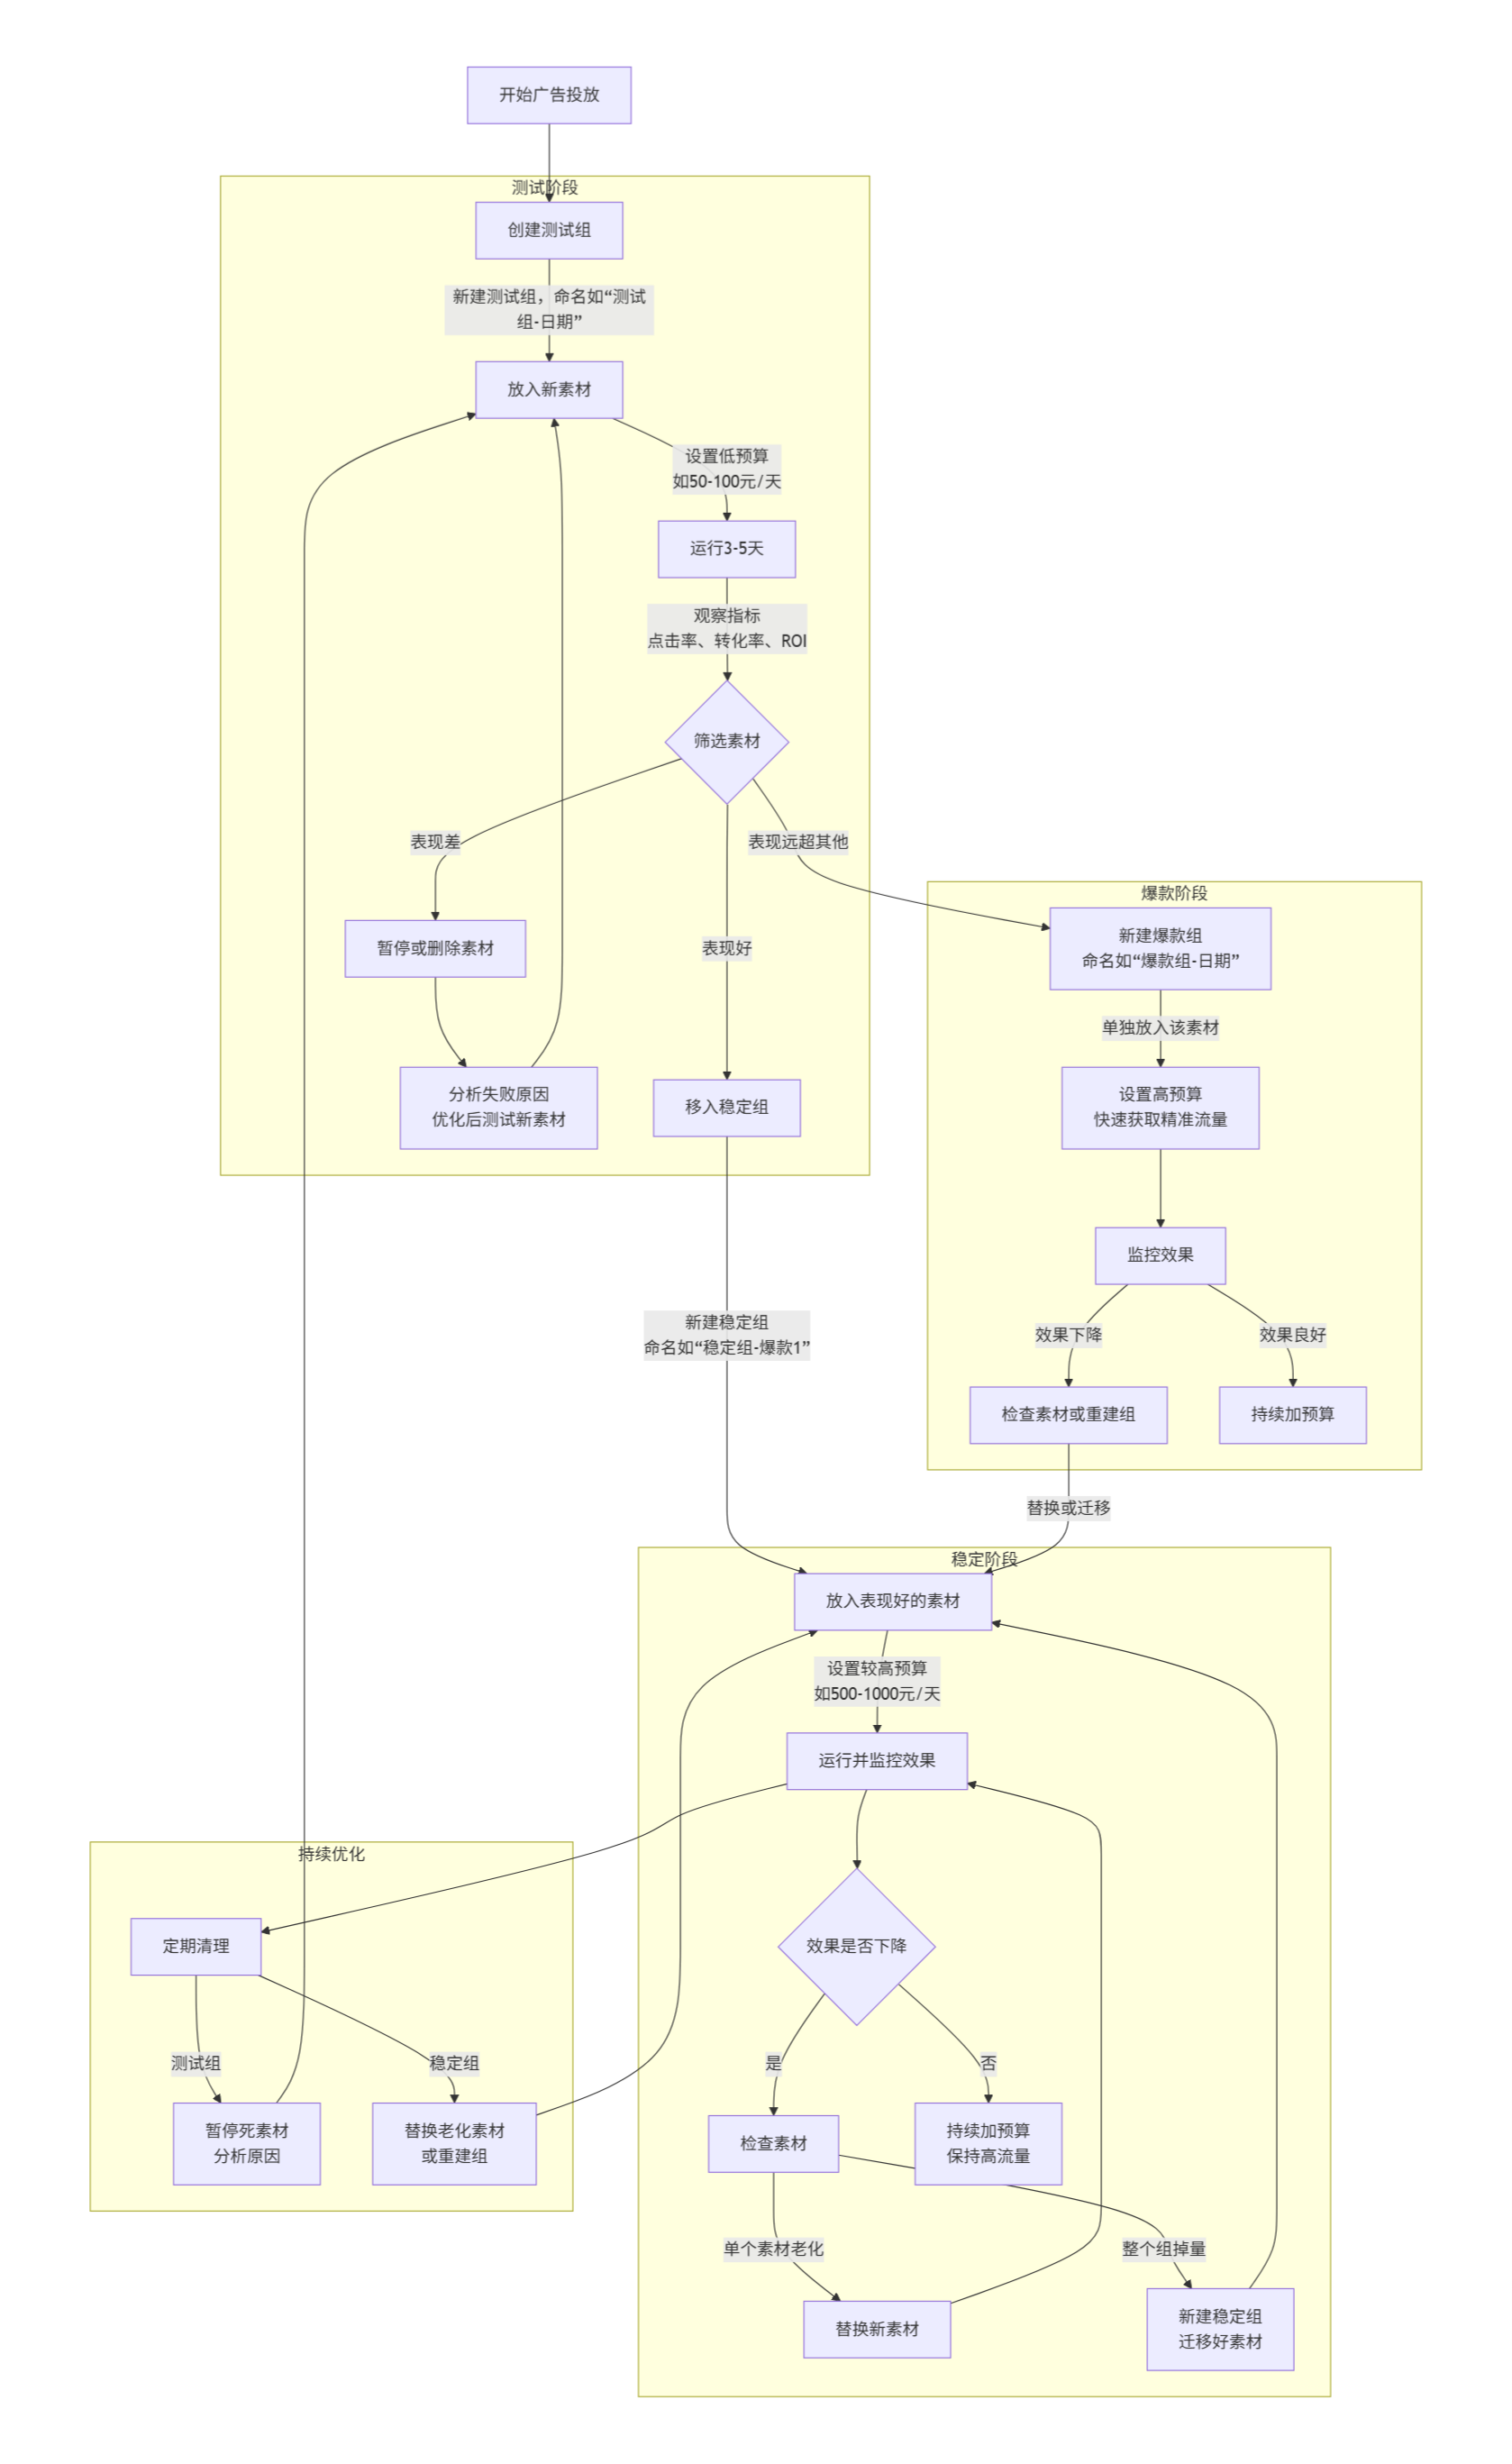 开始广告投放
测试阶段
创建测试组
新建测试组，命名如“测试
组-日期”
放入新素材
设置低预算
如50-100元/天
运行3-5天
观察指标
点击率、转化率、ROI
筛选素材
表现差
表现远超其他
表现好
暂停或删除素材
分析失败原因
优化后测试新素材
移入稳定组
爆款阶段
新建爆款组
命名如“爆款组-日期”
单独放入该素材
设置高预算
快速获取精准流量
监控效果
效果下降
效果良好
检查素材或重建组
持续加预算
新建稳定组
命名如“稳定组-爆款1”
替换或迁移
稳定阶段
放入表现好的素材
设置较高预算
如500-1000元/天
运行并监控效果
效果是否下降
是
否
检查素材
持续加预算
保持高流量
单个素材老化
整个组掉量
替换新素材
新建稳定组
迁移好素材
持续优化
定期清理
测试组
稳定组
暂停死素材
分析原因
替换老化素材
或重建组